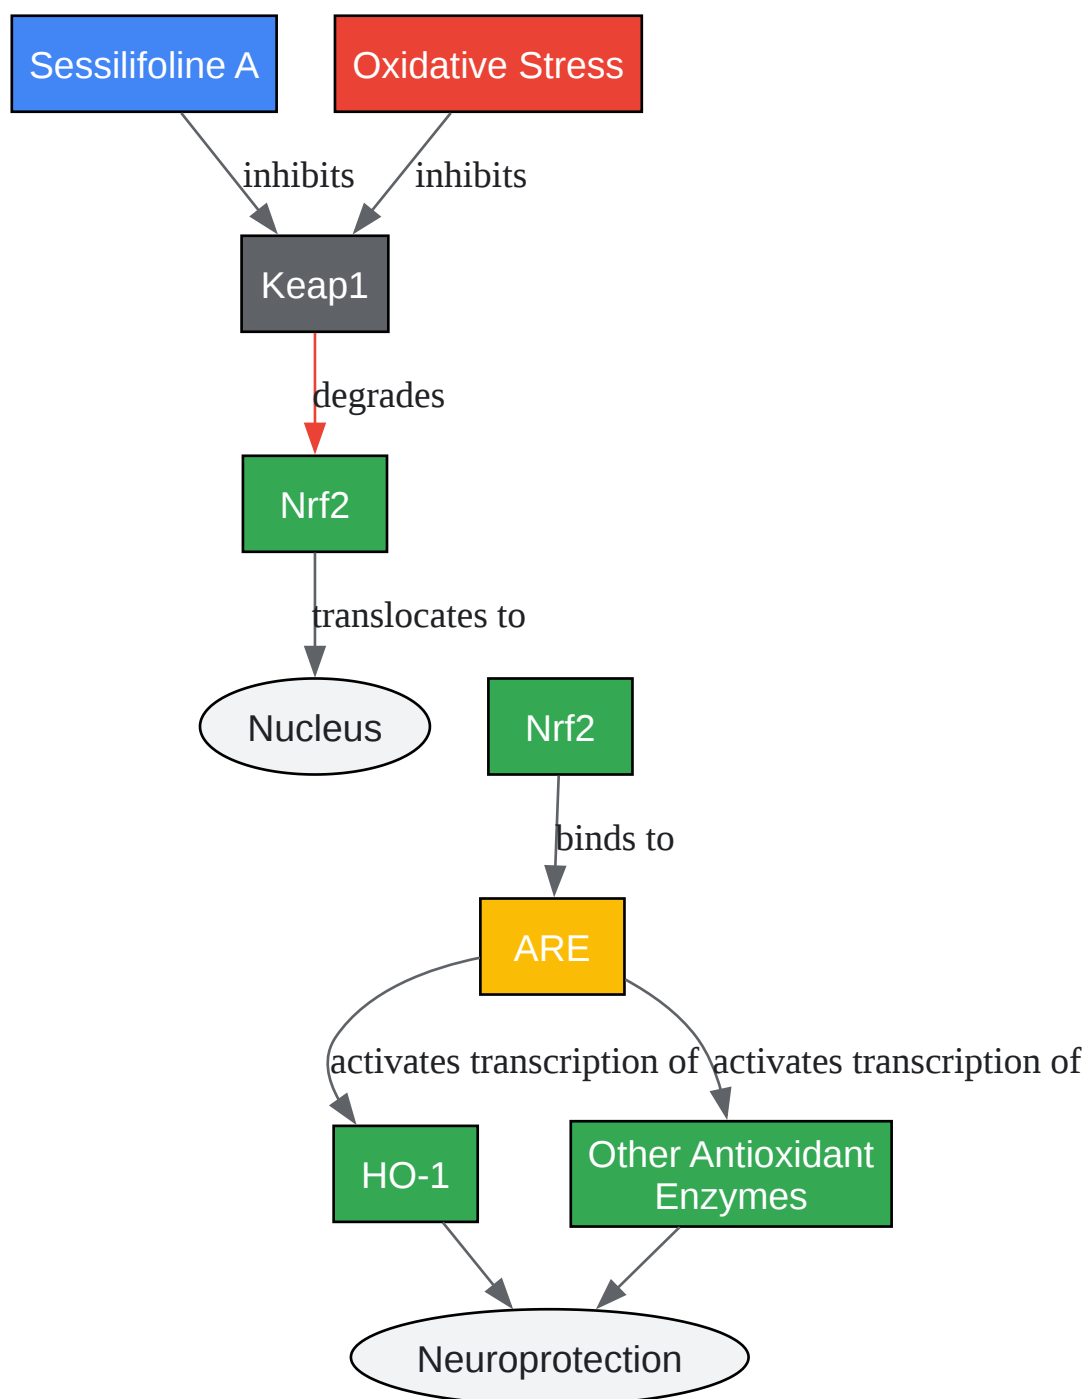 Sessilifoline A
Oxidative Stress
inhibits
inhibits
Keap1
degrades
Nrf2
translocates to
Nucleus
Nrf2
binds to
ARE
activates transcription of
activates transcription of
HO-1
Other Antioxidant
Enzymes
Neuroprotection